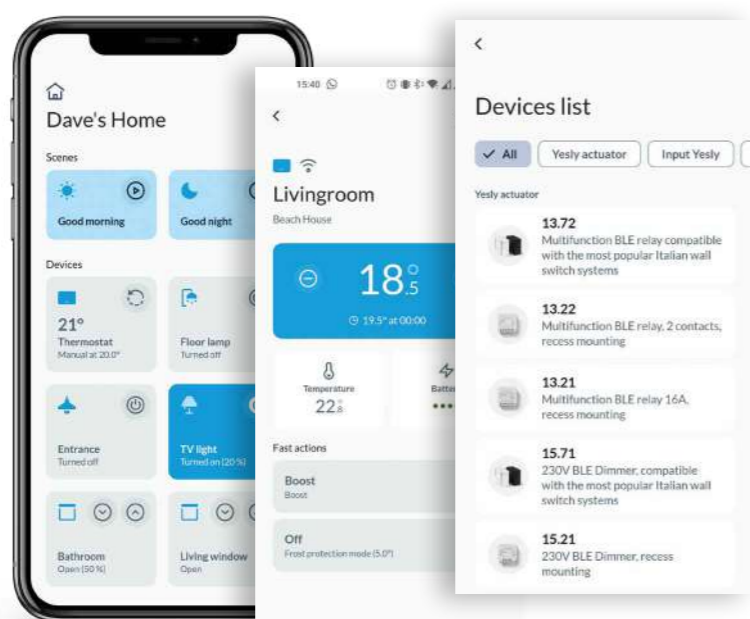 Dave's Home
Scenes
Good morning
Good night
Devices
21°
Thermostat
Manual at 20.0°
Floor lamp
Turned off
Entrance
Turned off
TV light
Turned on (20 %)
Bathroom
Open (50 %)
Living window
Open
15:40
Livingroom
Beach House
18.5°
19.5° at 00:00
Temperature
22.8°
Fast actions
Boost
Boost
Off
Frost protection mode (5.0°)
Devices list
All
Yesly actuator
Input Yesly
Yesly actuator
13.72
Multifunction BLE relay compatible
with the most popular Italian wall
switch systems
13.22
Multifunction BLE relay, 2 contacts,
recess mounting
13.21
Multifunction BLE relay 16A,
recess mounting
15.71
230V BLE Dimmer, compatible
with the most popular Italian wall
switch systems
15.21
230V BLE Dimmer, recess
mounting